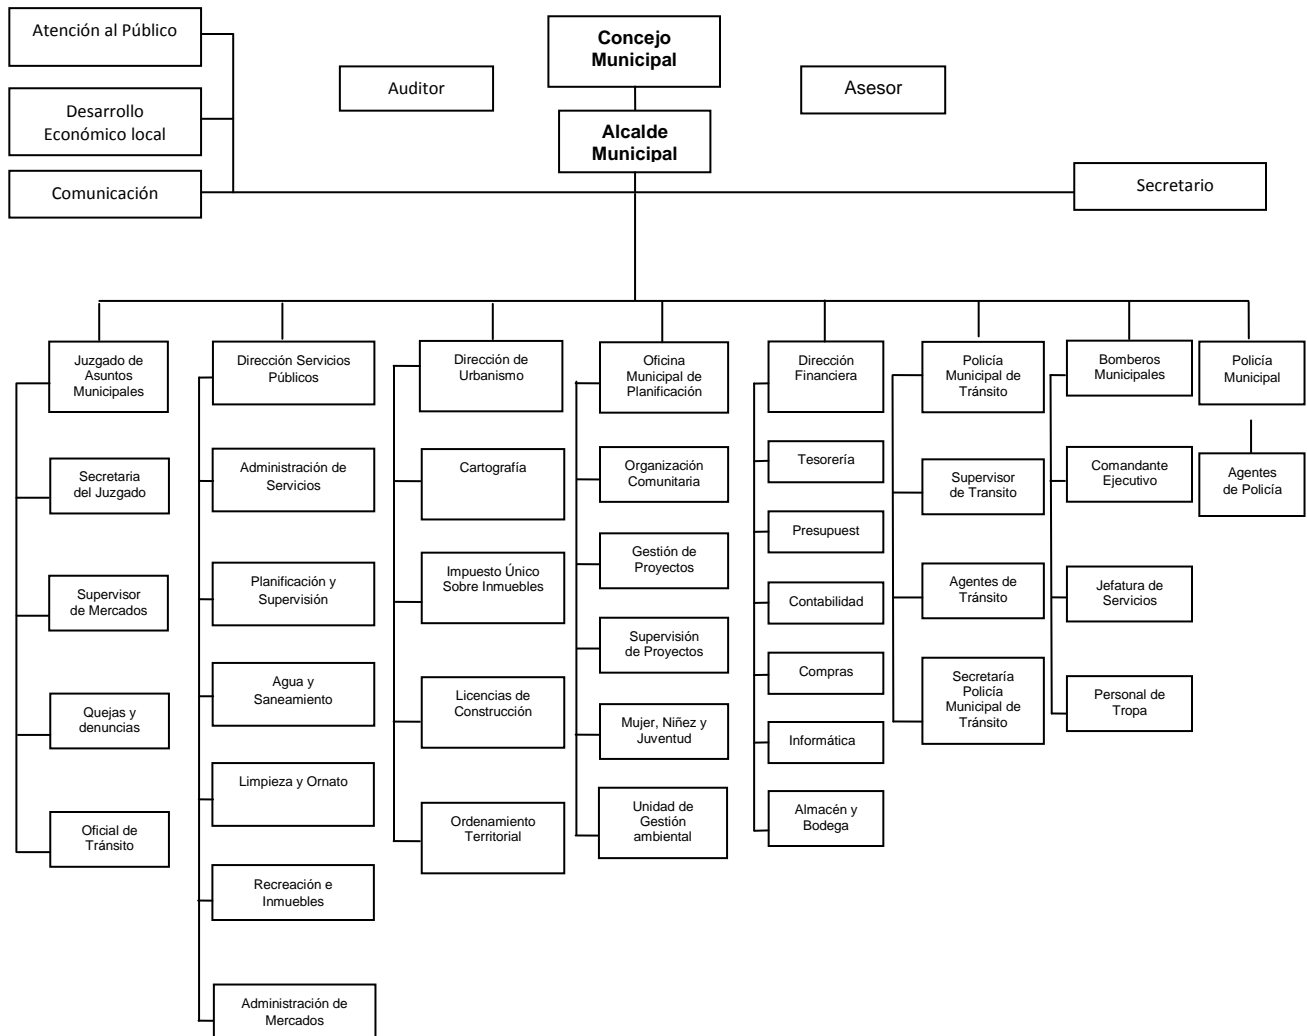 Atención al Público
Concejo
Municipal
Auditor
Asesor
Desarrollo
Económico local
Alcalde
Municipal
Comunicación
Secretario
Juzgado de
Asuntos
Municipales
Secretaria
del Juzgado
Supervisor
de Mercados
Quejas y
denuncias
Oficial de
Tránsito
Dirección Servicios
Públicos
Administración de
Servicios
Planificación y
Supervisión
Agua y
Saneamiento
Limpieza y Ornato
Recreación e
Inmuebles
Administración de
Mercados
Dirección de
Urbanismo
Cartografía
Impuesto Único
Sobre Inmuebles
Licencias de
Construcción
Ordenamiento
Territorial
Oficina
Municipal de
Planificación
Organización
Comunitaria
Gestión de
Proyectos
Supervisión
de Proyectos
Mujer, Niñez y
Juventud
Unidad de
Gestión
ambiental
Dirección
Financiera
Tesorería
Presupuest
Contabilidad
Compras
Informática
Almacén y
Bodega
Policía
Municipal de
Tránsito
Supervisor
de Transito
Agentes de
Tránsito
Secretaría
Policía
Municipal de
Tránsito
Bomberos
Municipales
Comandante
Ejecutivo
Jefatura de
Servicios
Personal de
Tropa
Policía
Municipal
Agentes
de Policía